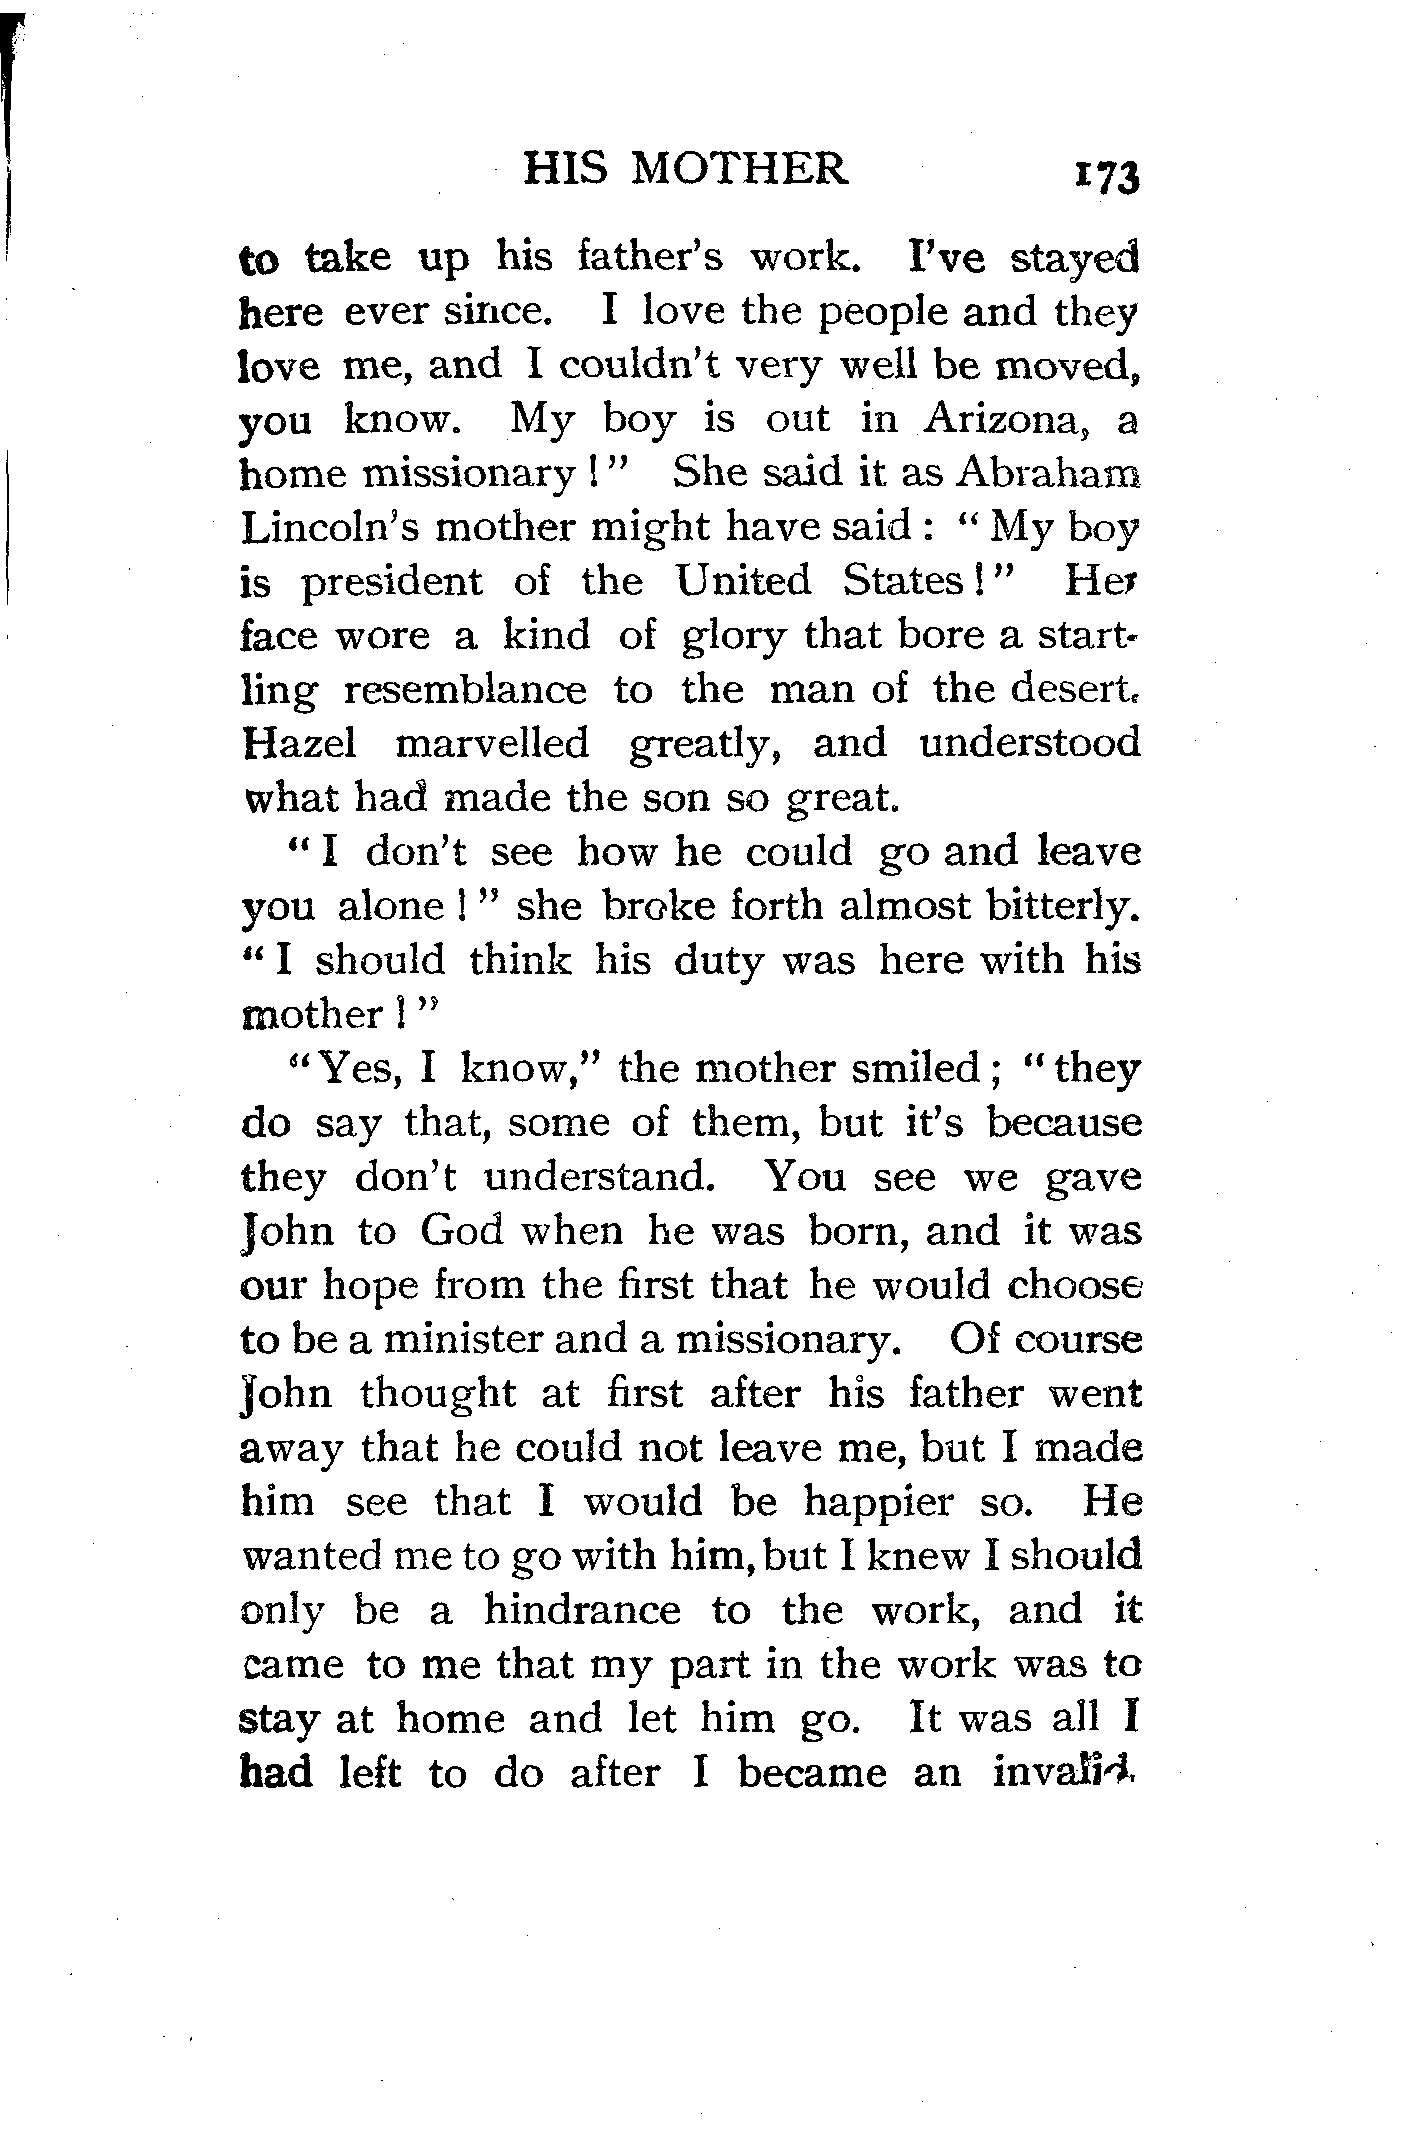 HIS MOTHER 173
to take up his father's work. I've stayed
here ever since. I love the people and they
love me, and I couldn't very well be moved,
you know. My boy is out in Arizona, a
home missionary!" She said it as Abraham
Lincoln's mother might have said: "My boy
is president of the United States!" Her
face wore a kind of glory that bore a start-
ling resemblance to the man of the desert.
Hazel marvelled greatly, and understood
what had made the son so great.
"I don't see how he could go and leave
you alone!" she broke forth almost bitterly.
"I should think his duty was here with his
mother!"
"Yes, I know," the mother smiled; "they
do say that, some of them, but it's because
they don't understand. You see we gave
John to God when he was born, and it was
our hope from the first that he would choose
to be a minister and a missionary. Of course
John thought at first after his father went
away that he could not leave me, but I made
him see that I would be happier so. He
wanted me to go with him, but I knew I should
only be a hindrance to the work, and it
came to me that my part in the work was to
stay at home and let him go. It was all I
had left to do after I became an invalid.